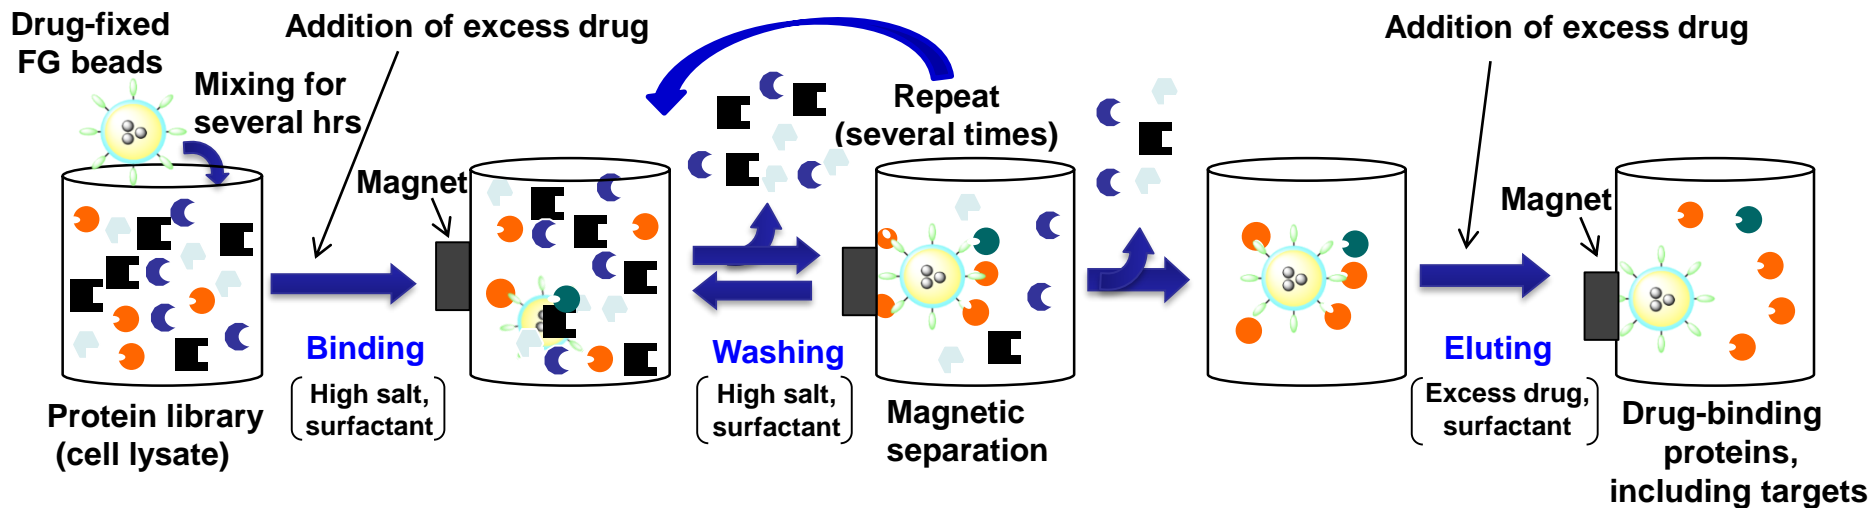 Drug-fixed
FG beads
Mixing for
several hrs
Addition of excess drug
Magnet
Binding
High salt,
surfactant
Protein library
(cell lysate)
Repeat
(several times)
Washing
High salt,
surfactant
Magnetic
separation
Addition of excess drug
Magnet
Eluting
Excess drug,
surfactant
Drug-binding
proteins,
including targets